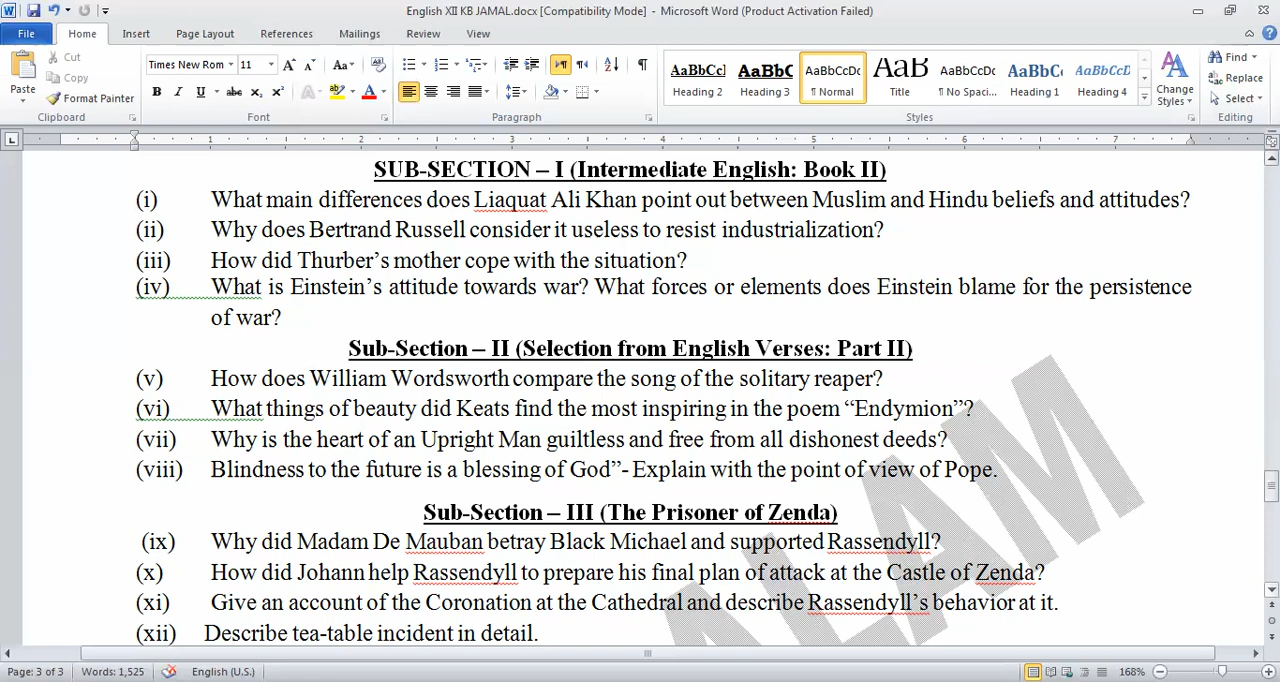 English XII KB JAMAL.docx [Compatibility Mode] - Microsoft Word (Product Activation Failed)
File Home Insert Page Layout References Mailings Review View
Paste Cut Copy Format Painter Clipboard
Times New Rom 11 Font
Paragraph
AaBbCcI Heading 2 AaBbC Heading 3 AaBbCcDc ¶ Normal AaB Title AaBbCcDc ¶ No Spaci... AaBbC Heading 1 AaBbCcD Heading 4 Change Styles Styles
Find Replace Select Editing
1 2 3 4 5 6 7
SUB-SECTION – I (Intermediate English: Book II)
(i) What main differences does Liaquat Ali Khan point out between Muslim and Hindu beliefs and attitudes?
(ii) Why does Bertrand Russell consider it useless to resist industrialization?
(iii) How did Thurber’s mother cope with the situation?
(iv) What is Einstein’s attitude towards war? What forces or elements does Einstein blame for the persistence
of war?
Sub-Section – II (Selection from English Verses: Part II)
(v) How does William Wordsworth compare the song of the solitary reaper?
(vi) What things of beauty did Keats find the most inspiring in the poem “Endymion”?
(vii) Why is the heart of an Upright Man guiltless and free from all dishonest deeds?
(viii) Blindness to the future is a blessing of God”- Explain with the point of view of Pope.
Sub-Section – III (The Prisoner of Zenda)
(ix) Why did Madam De Mauban betray Black Michael and supported Rassendyll?
(x) How did Johann help Rassendyll to prepare his final plan of attack at the Castle of Zenda?
(xi) Give an account of the Coronation at the Cathedral and describe Rassendyll’s behavior at it.
(xii) Describe tea-table incident in detail.
ALAM
Page: 3 of 3 Words: 1,525 English (U.S.) 168%